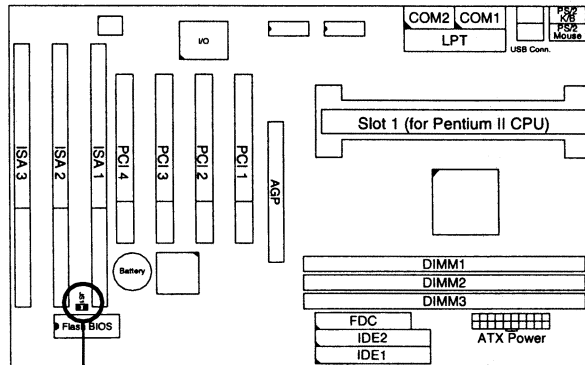 COM2
COM1
LPT
USB Conn.
PS/2
K/B
PS/2
Mouse
I/O
Slot 1 (for Pentium II CPU)
ISA 3
ISA 2
ISA 1
PCI 4
PCI 3
PCI 2
PCI 1
AGP
Battery
DIMM1
DIMM2
DIMM3
Flash BIOS
FDC
IDE2
IDE1
ATX Power